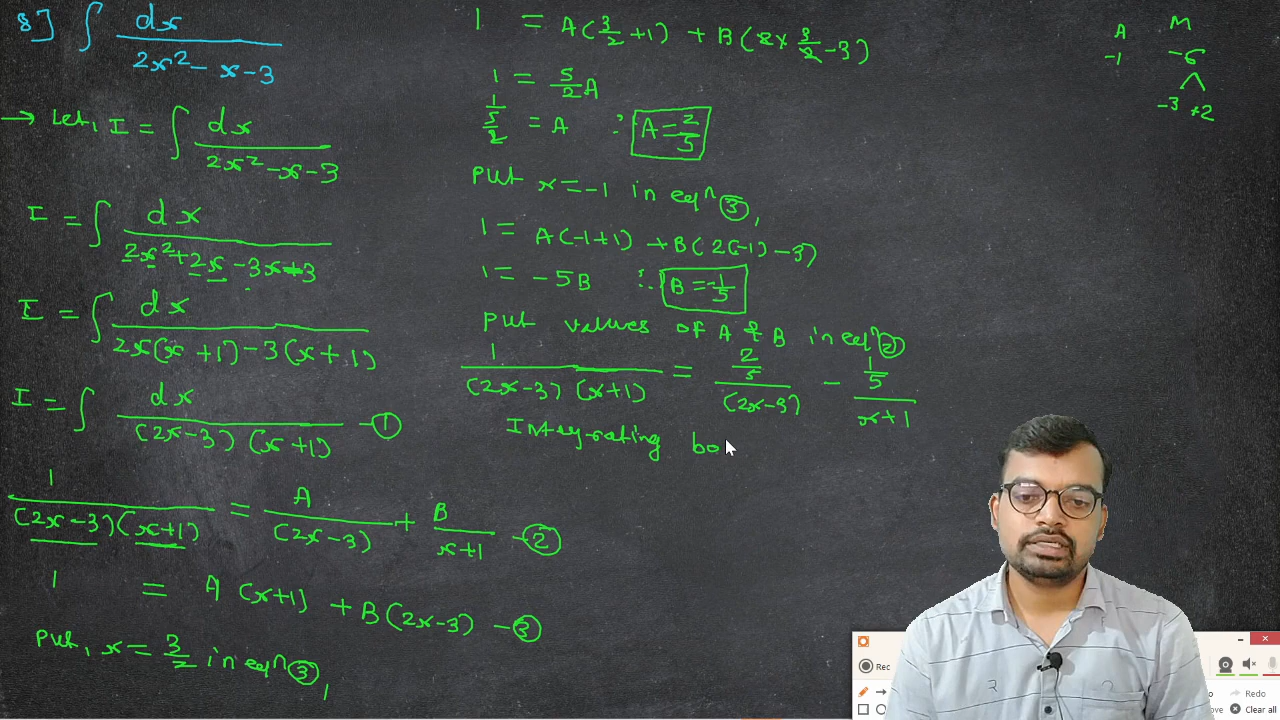 8] ∫ dx / 2x² - x - 3
→ Let, I = ∫ dx / 2x² - x - 3
I = ∫ dx / 2x² + 2x - 3x - 3
I = ∫ dx / 2x(x + 1) - 3(x + 1)
I = ∫ dx / (2x - 3) (x + 1) - ①
1 / (2x - 3)(x + 1) = A / (2x - 3) + B / x + 1 - ②
1 = A (x + 1) + B(2x - 3) - ③
Put, x = 3/2 in eqn ③,
1 = A(3/2 + 1) + B(2 x 3/2 - 3)
1 = 5/2 A
1 / 5/2 = A ∴ A = 2/5
Put x = -1 in eqn ③,
1 = A(-1 + 1) + B(2(-1) - 3)
1 = -5B ∴ B = -1/5
Put values of A & B in eqn ②
1 / (2x - 3) (x + 1) = 2/5 / (2x - 3) - 1/5 / x + 1
Integrating bo
A M
-1 -6
-3 +2
Rec
Redo
Clear all